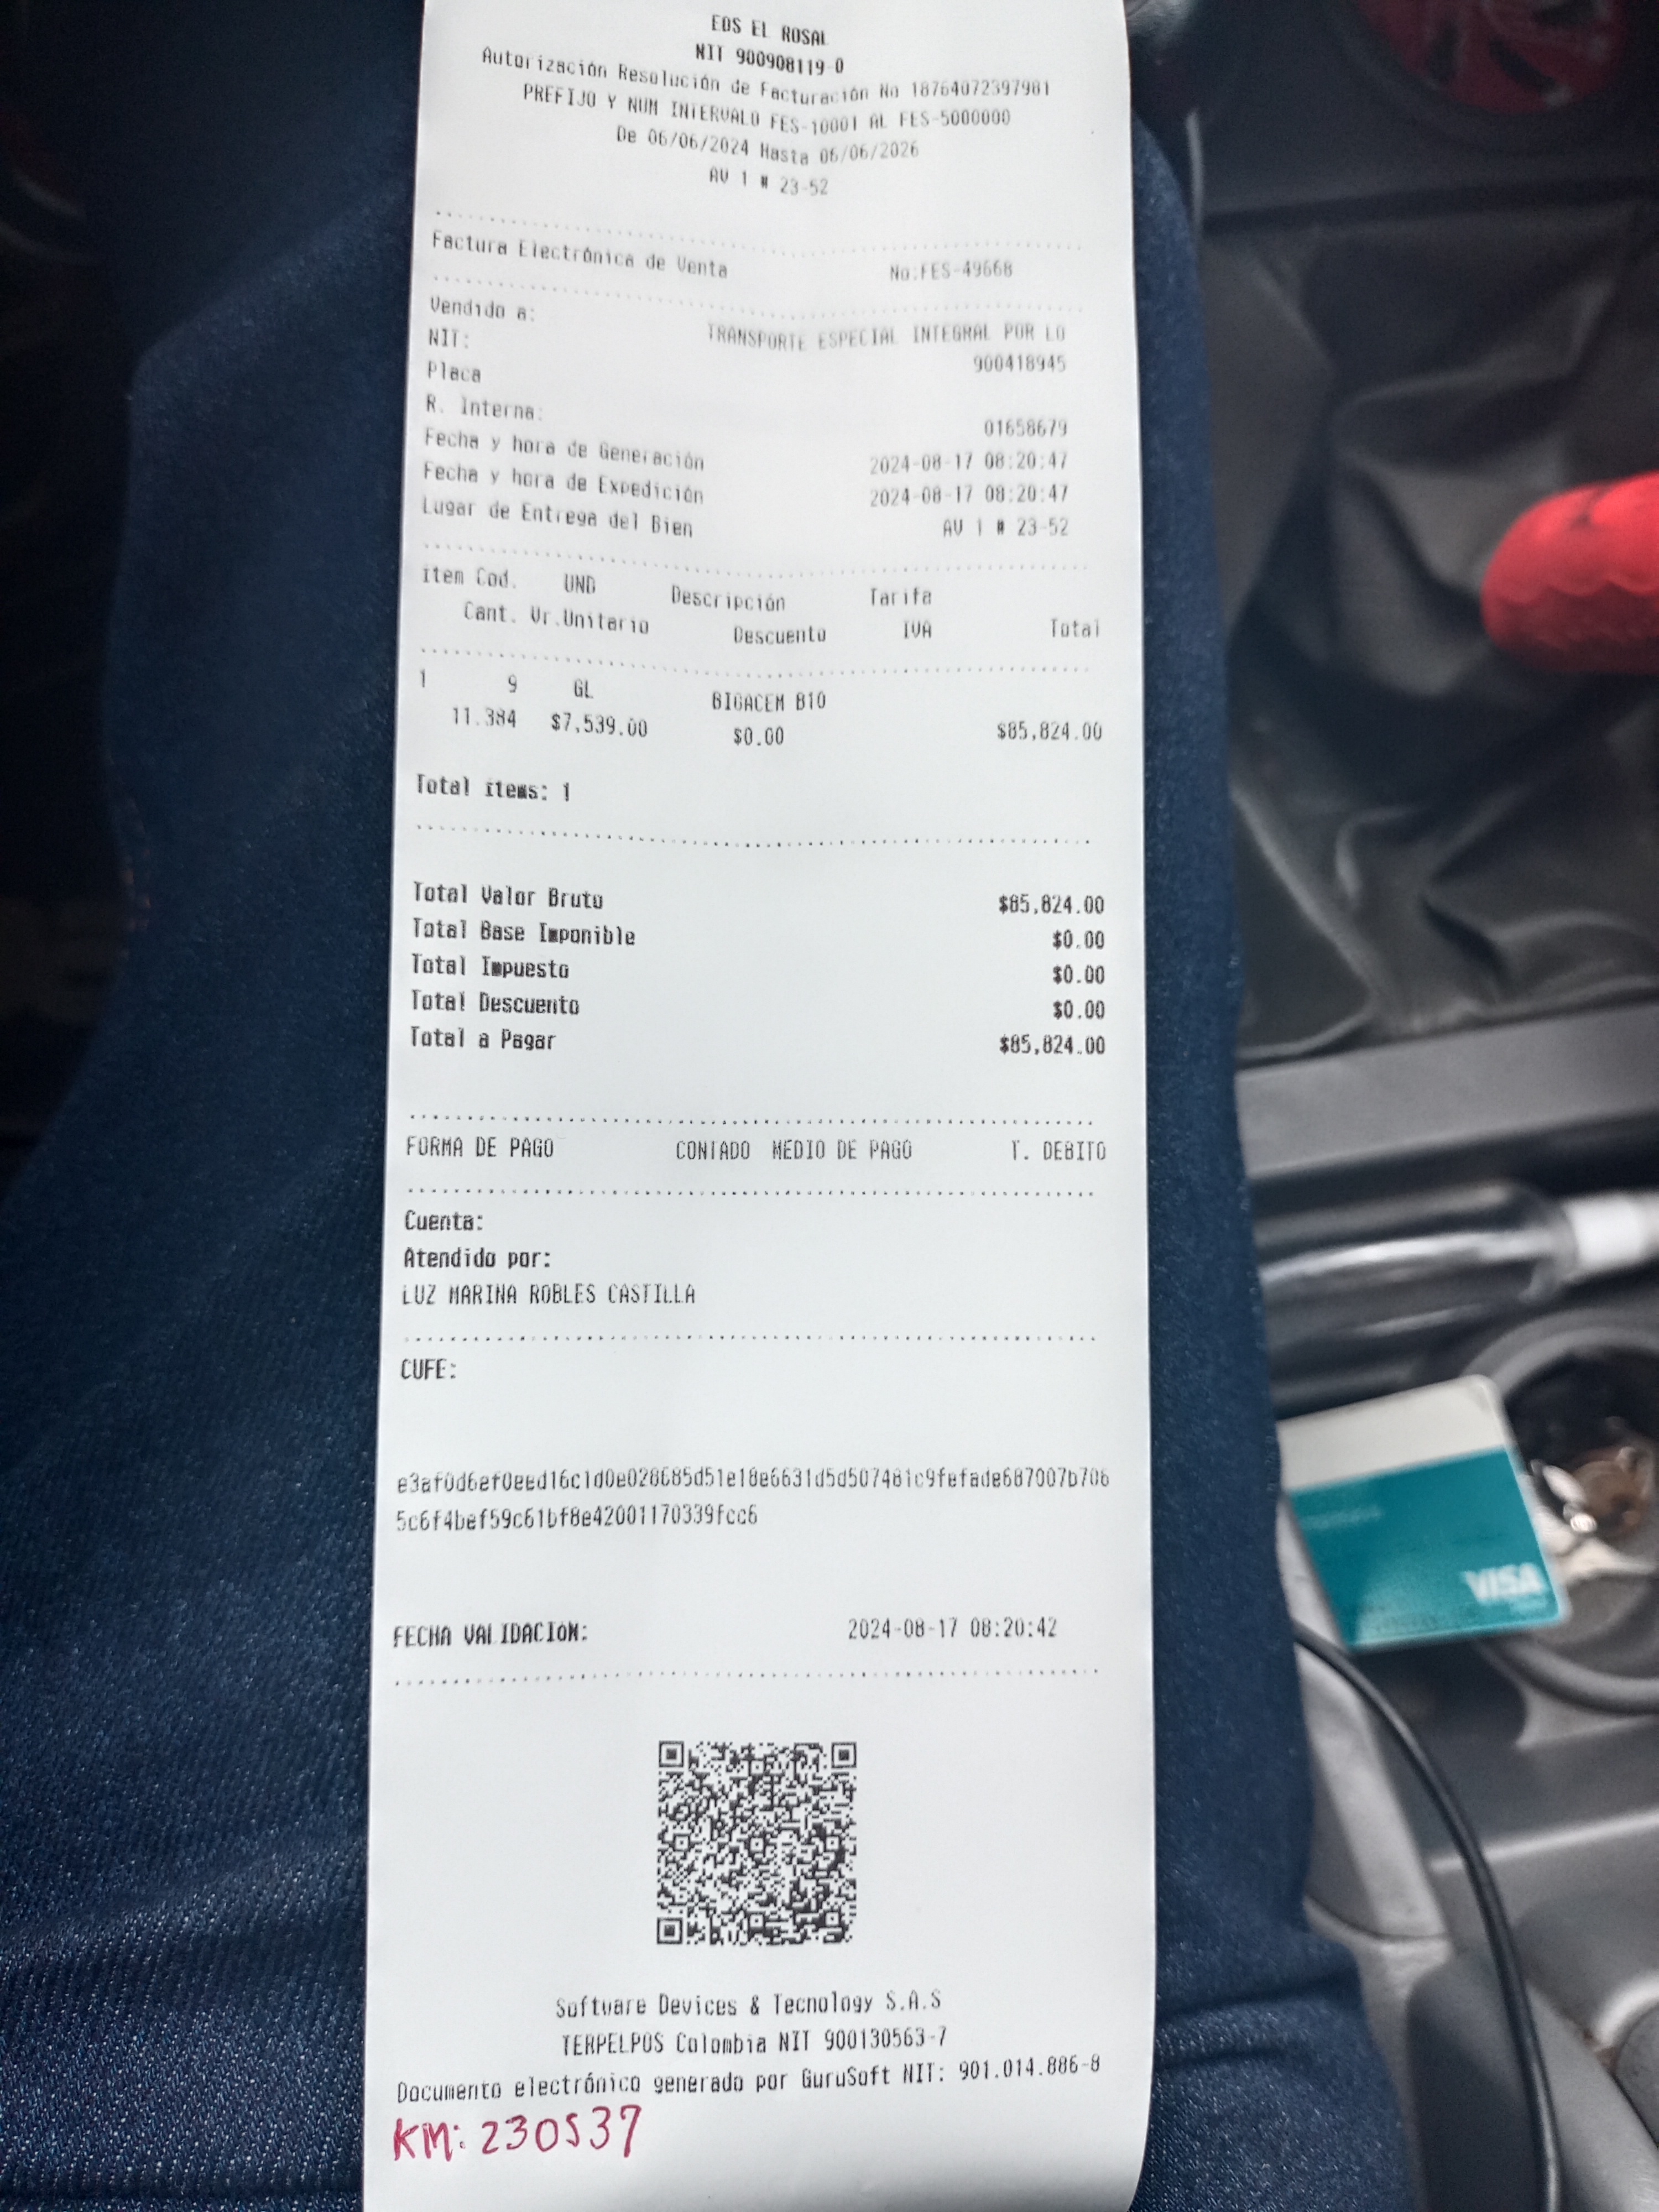 EDS EL ROSAL
NIT 900908119-0
Autorización Resolución de Facturación No 18764072397981
PREFIJO Y NUM INTERVALO FES-10001 AL FES-5000000
De 06/06/2024 Hasta 06/06/2026
AV 1 # 23-52
Factura Electrónica de Venta No:FES-49668
Vendido a: TRANSPORTE ESPECIAL INTEGRAL POR LO
NIT: 900418945
Placa
R. Interna: 01658679
Fecha y hora de Generación 2024-08-17 08:20:47
Fecha y hora de Expedición 2024-08-17 08:20:47
Lugar de Entrega del Bien AV 1 # 23-52
item Cod. UND Descripción Tarifa
Cant. Vr.Unitario Descuento IVA Total
1 9 GL BIOACEM B10
11.384 $7,539.00 $0.00 $85,824.00
Total items: 1
Total Valor Bruto $85,824.00
Total Base Imponible $0.00
Total Impuesto $0.00
Total Descuento $0.00
Total a Pagar $85,824.00
FORMA DE PAGO CONTADO MEDIO DE PAGO T. DEBITO
Cuenta:
Atendido por:
LUZ MARINA ROBLES CASTILLA
CUFE:
e3af0d6ef0eed16c1d0e028685d51e18e6631d5d507481c9fefade687007b706
5c6f4bef59c61bf8e42001170339fcc6
FECHA VALIDACIÓN: 2024-08-17 08:20:42
Software Devices & Tecnology S.A.S
TERPELPOS Colombia NIT 900130563-7
Documento electrónico generado por GuruSoft NIT: 901.014.886-8
KM: 230537
VISA